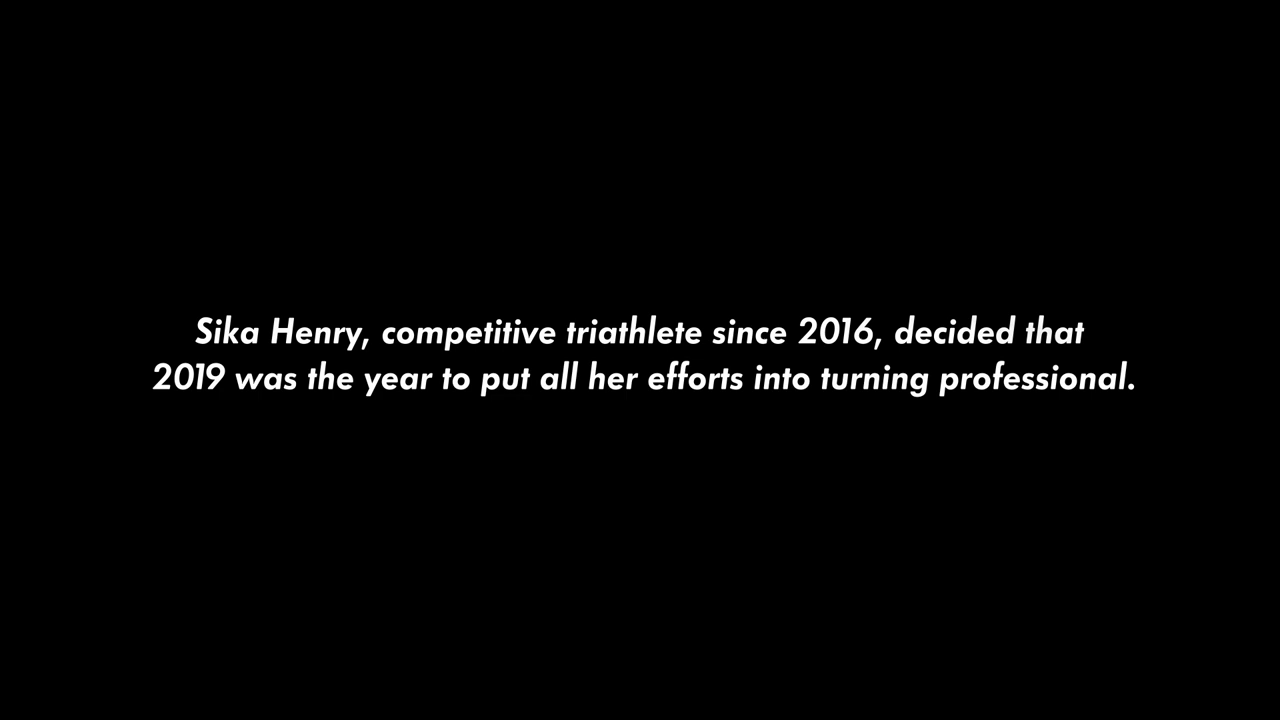 Sika Henry, competitive triathlete since 2016, decided that
2019 was the year to put all her efforts into turning professional.